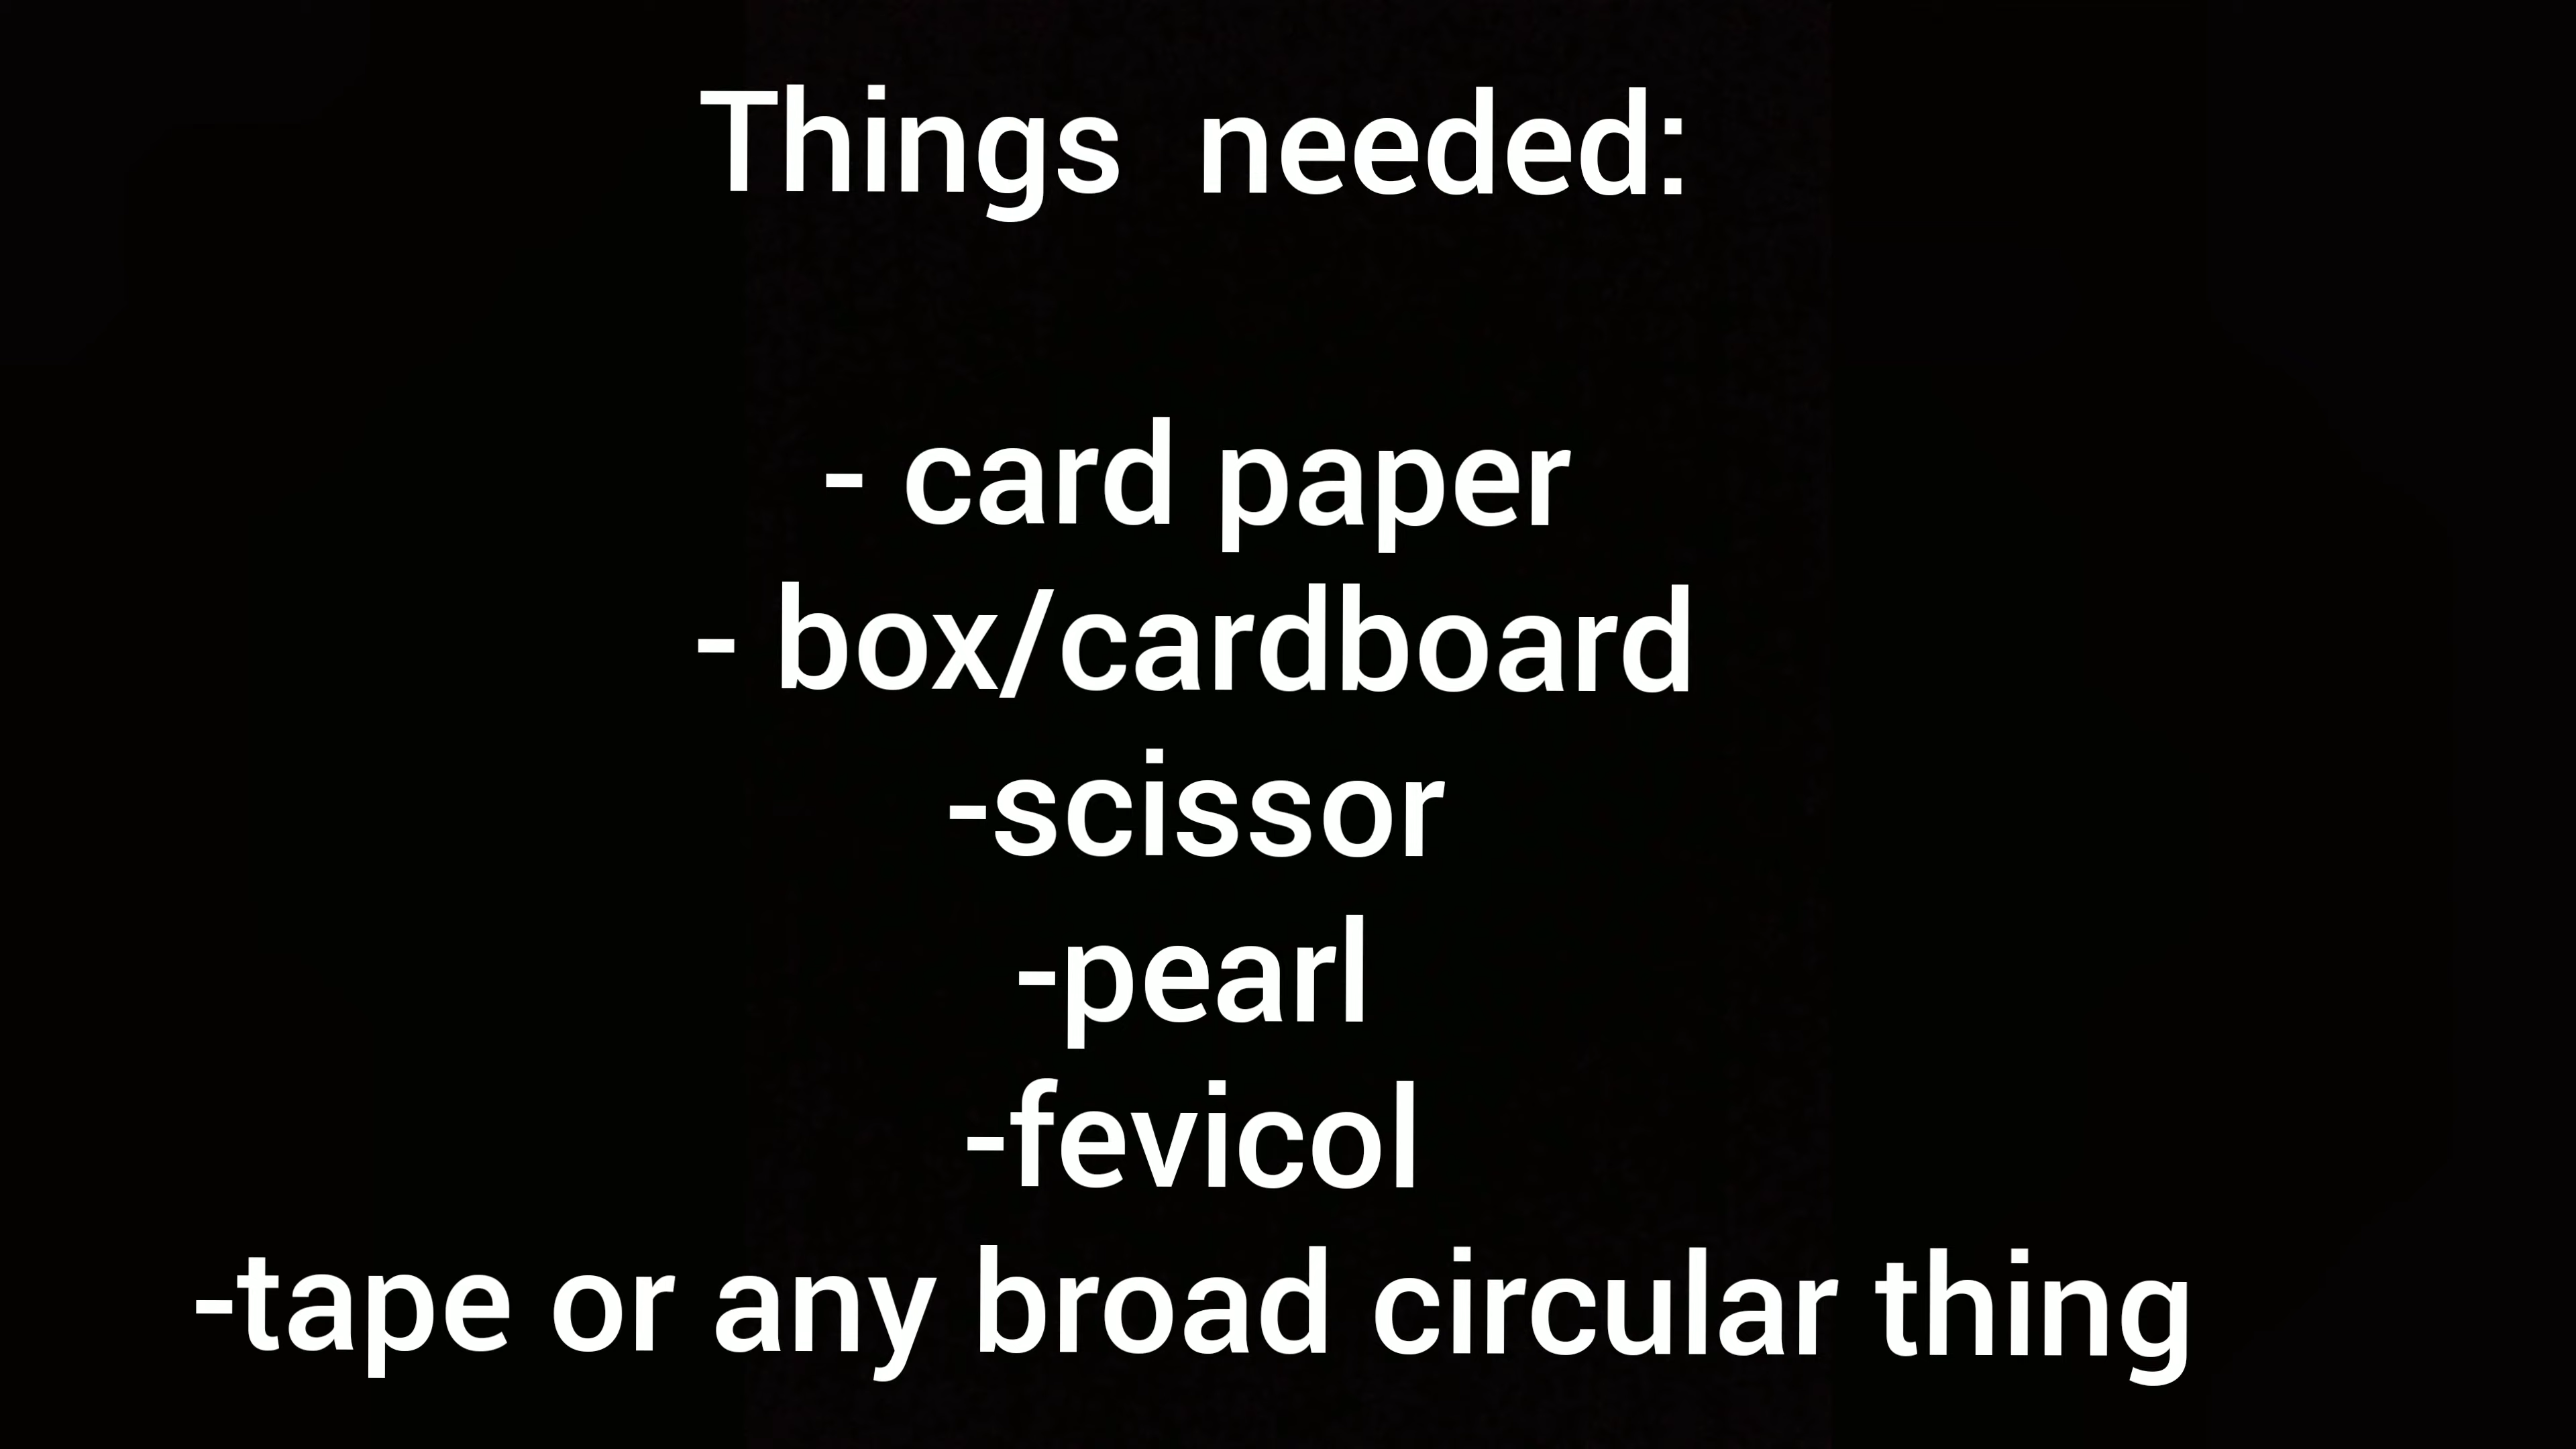 Things  needed:
- card paper
- box/cardboard
-scissor
-pearl
-fevicol
-tape or any broad circular thing